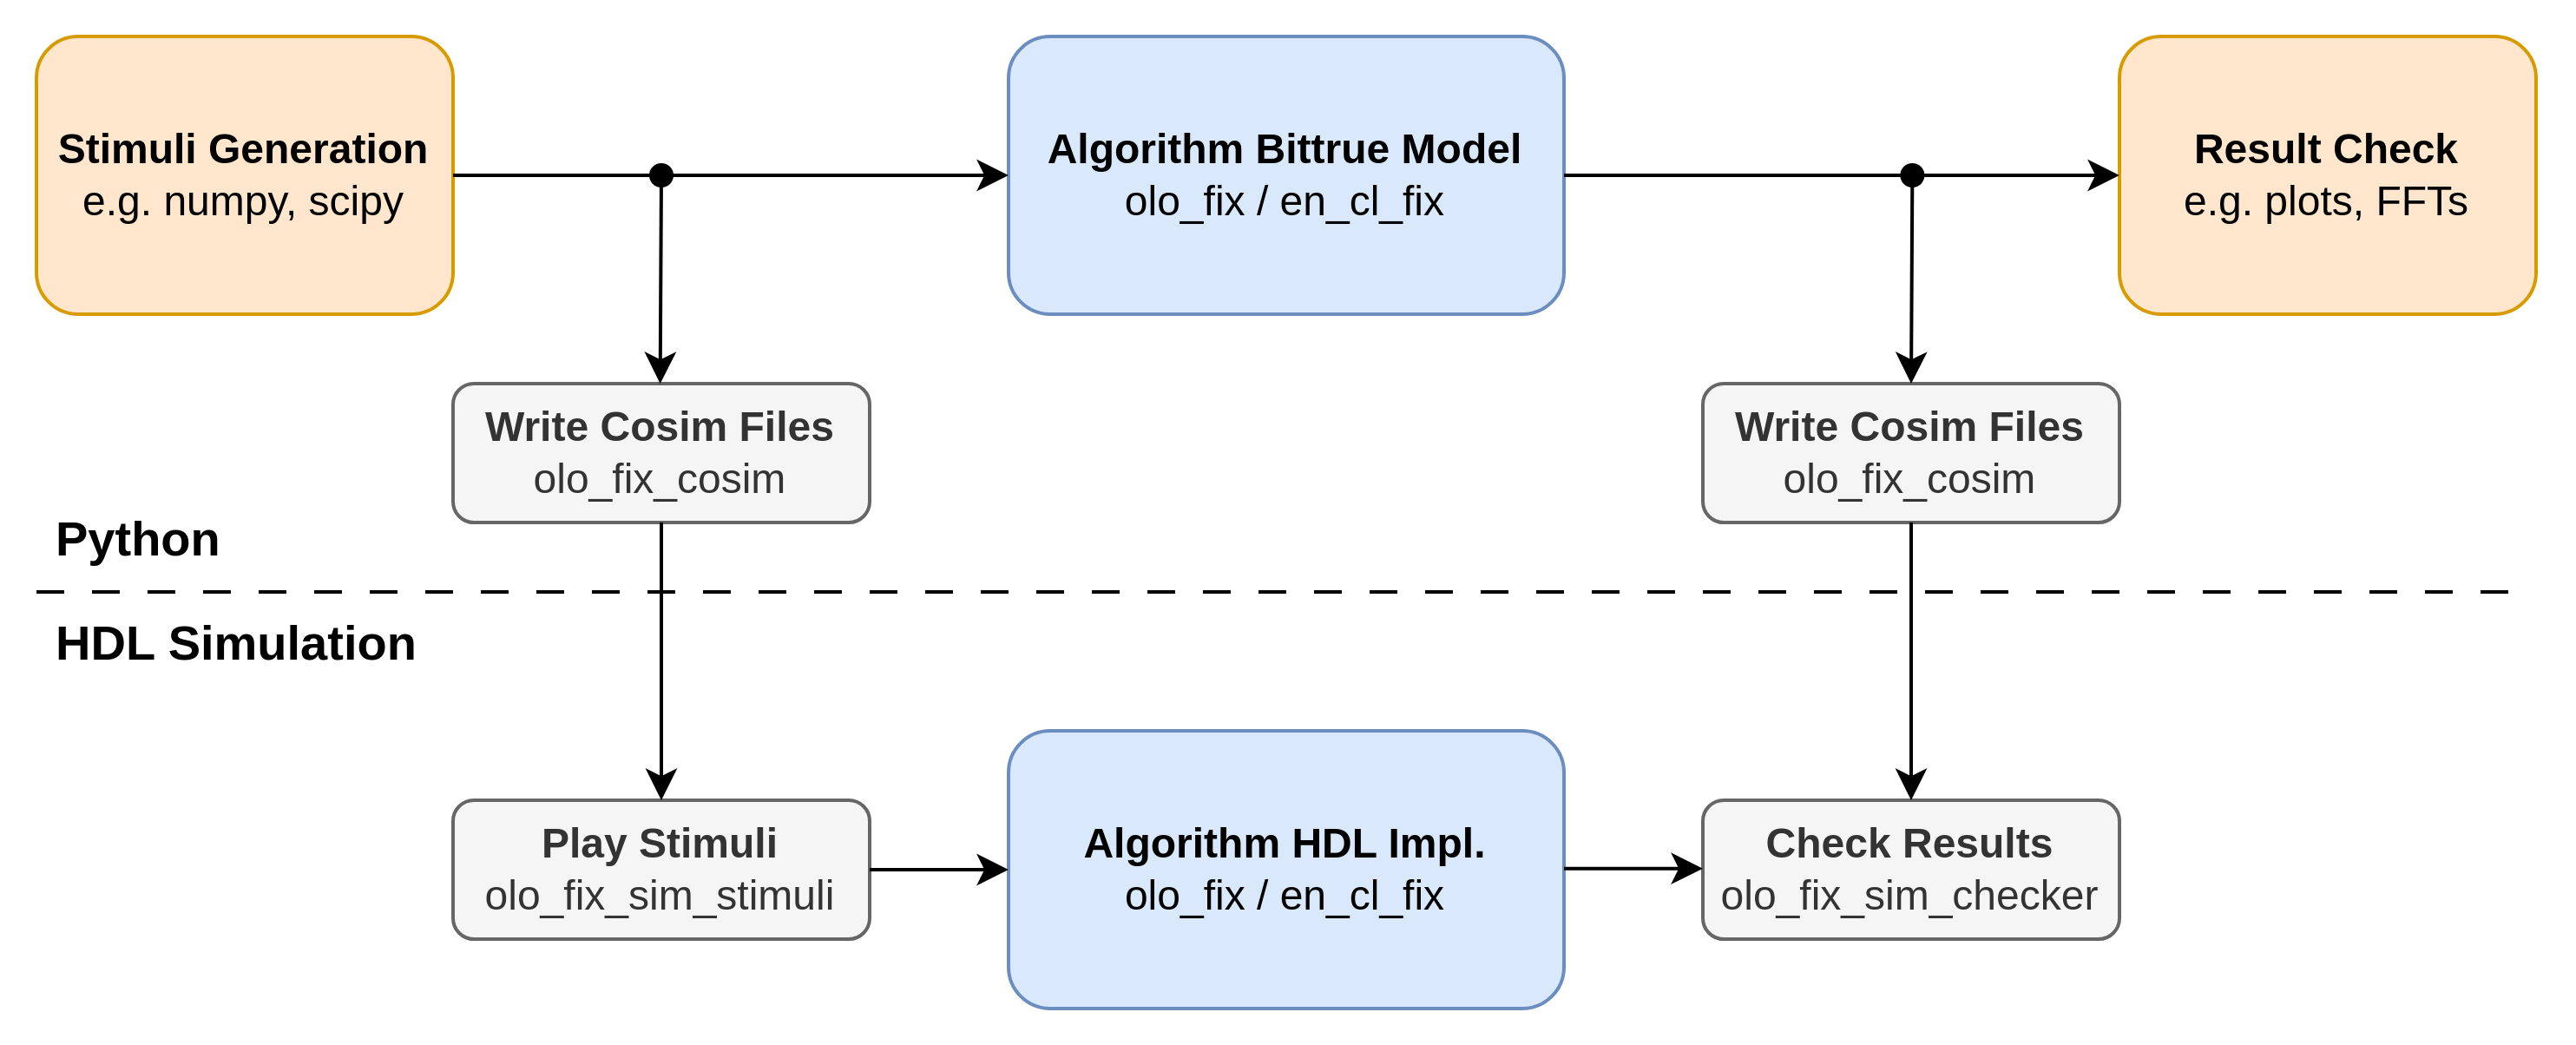 Stimuli Generation
e.g. numpy, scipy
Algorithm Bittrue Model
olo_fix / en_cl_fix
Result Check
e.g. plots, FFTs
Write Cosim Files
olo_fix_cosim
Write Cosim Files
olo_fix_cosim
Python
HDL Simulation
Play Stimuli
olo_fix_sim_stimuli
Algorithm HDL Impl.
olo_fix / en_cl_fix
Check Results
olo_fix_sim_checker